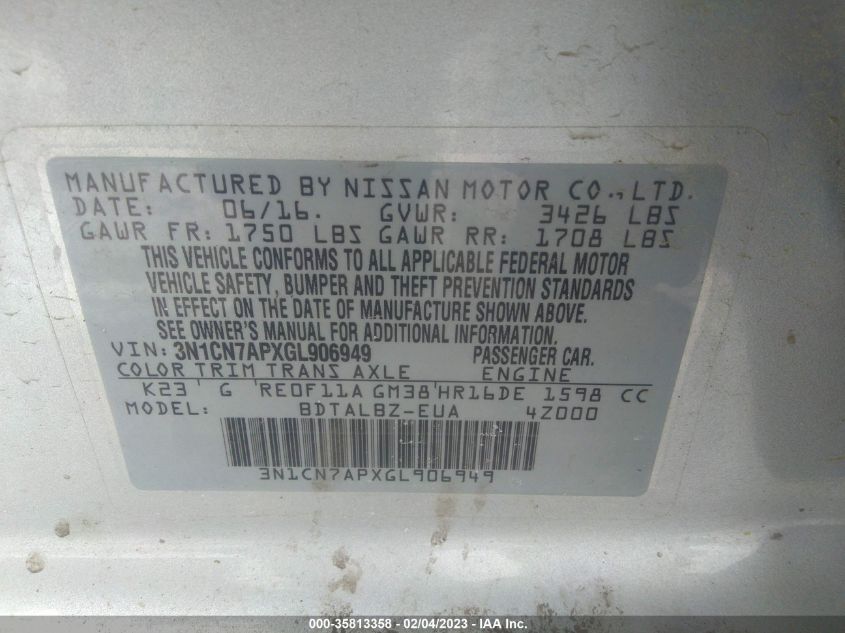 MANUFACTURED BY NISSAN MOTOR CO.,LTD.
DATE: 06/16. GVWR: 3426 LBS
GAWR FR: 1750 LBS GAWR RR: 1708 LBS
THIS VEHICLE CONFORMS TO ALL APPLICABLE FEDERAL MOTOR
VEHICLE SAFETY, BUMPER AND THEFT PREVENTION STANDARDS
IN EFFECT ON THE DATE OF MANUFACTURE SHOWN ABOVE.
SEE OWNER'S MANUAL FOR ADDITIONAL INFORMATION.
VIN: 3N1CN7APXGL906949 PASSENGER CAR.
COLOR TRIM TRANS AXLE ENGINE
K23 ' G 'RE0F11A GM38'HR16DE 1598 CC
MODEL: BDTALBZ-EUA 4Z000
3N1CN7APXGL906949
000-35813358 - 02/04/2023 - IAA Inc.